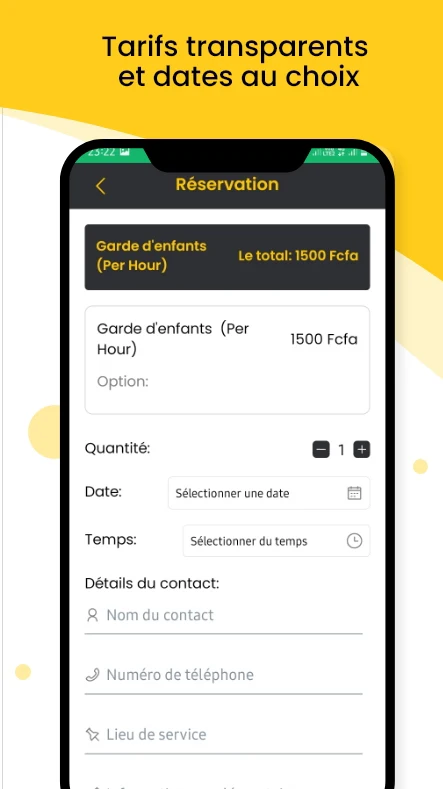 Tarifs transparents
et dates au choix
23:22
Réservation
Garde d'enfants
(Per Hour)
Le total: 1500 Fcfa
Garde d'enfants (Per
Hour)
1500 Fcfa
Option:
Quantité:
1
Date:
Sélectionner une date
Temps:
Sélectionner du temps
Détails du contact:
Nom du contact
Numéro de téléphone
Lieu de service